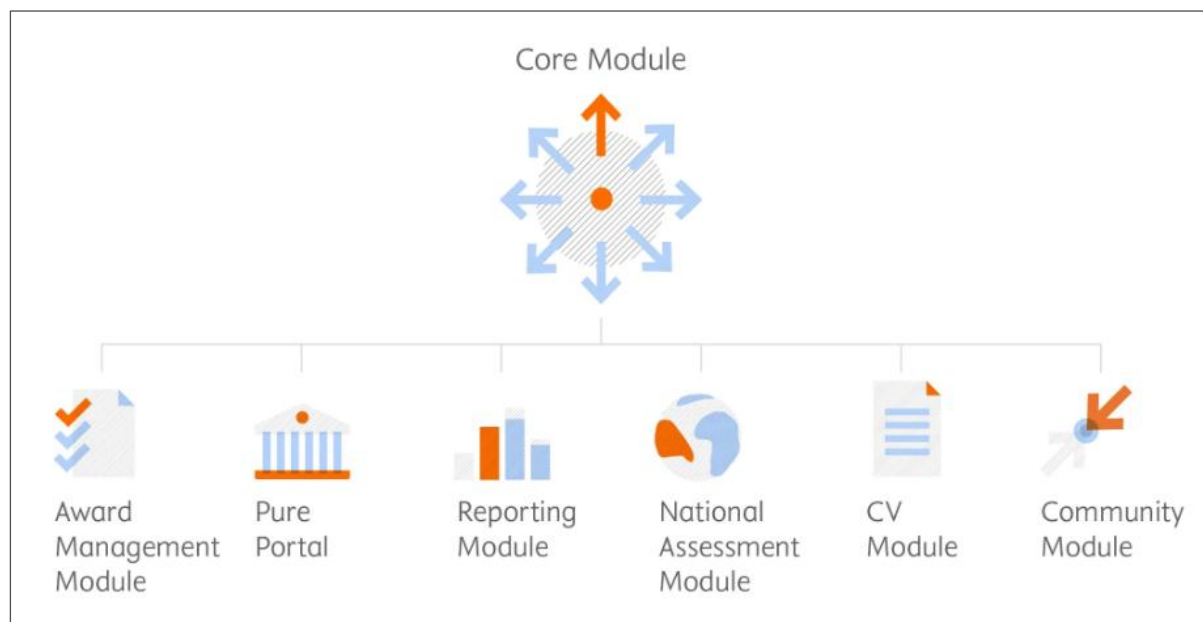 Core Module
Award
Management
Module
Pure
Portal
Reporting
Module
National
Assessment
Module
CV
Module
Community
Module